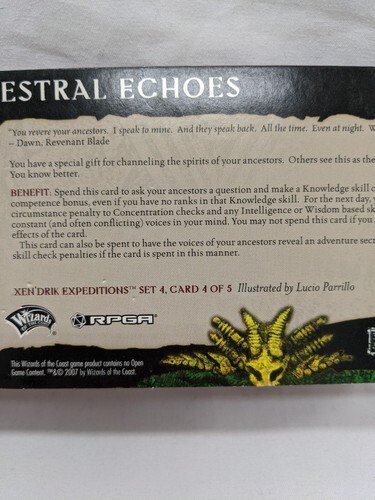 ESTRAL ECHOES
"You revere your ancestors. I speak to mine. And they speak back. All the time. Even at night. W
– Dawn, Revenant Blade
You have a special gift for channeling the spirits of your ancestors. Others see this as the
You know better.
BENEFIT: Spend this card to ask your ancestors a question and make a Knowledge skill c
competence bonus, even if you have no ranks in that Knowledge skill. For the next day, y
circumstance penalty to Concentration checks and any Intelligence or Wisdom based sk
constant (and often conflicting) voices in your mind. You may not spend this card if you
effects of the card.
This card can also be spent to have the voices of your ancestors reveal an adventure secr
skill check penalties if the card is spent in this manner.
XEN'DRIK EXPEDITIONS™ SET 4, CARD 4 OF 5 Illustrated by Lucio Parrillo
Wizards OF THE COAST ® RPGA®
This Wizards of the Coast game product contains no Open
Game Content. ™&© 2007 by Wizards of the Coast.